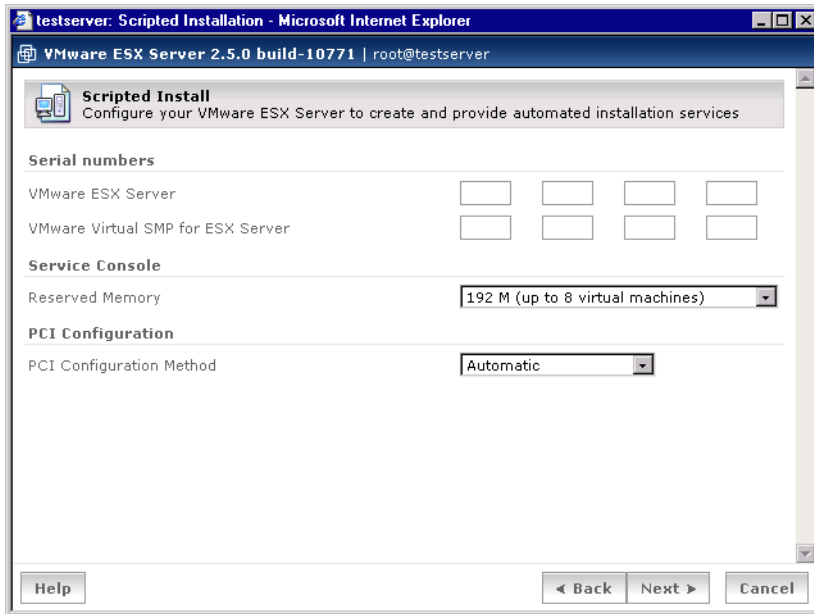 testserver: Scripted Installation - Microsoft Internet Explorer
VMware ESX Server 2.5.0 build-10771 | root@testserver
Scripted Install
Configure your VMware ESX Server to create and provide automated installation services
Serial numbers
VMware ESX Server
VMware Virtual SMP for ESX Server
Service Console
Reserved Memory 192 M (up to 8 virtual machines)
PCI Configuration
PCI Configuration Method Automatic
Help Back Next Cancel